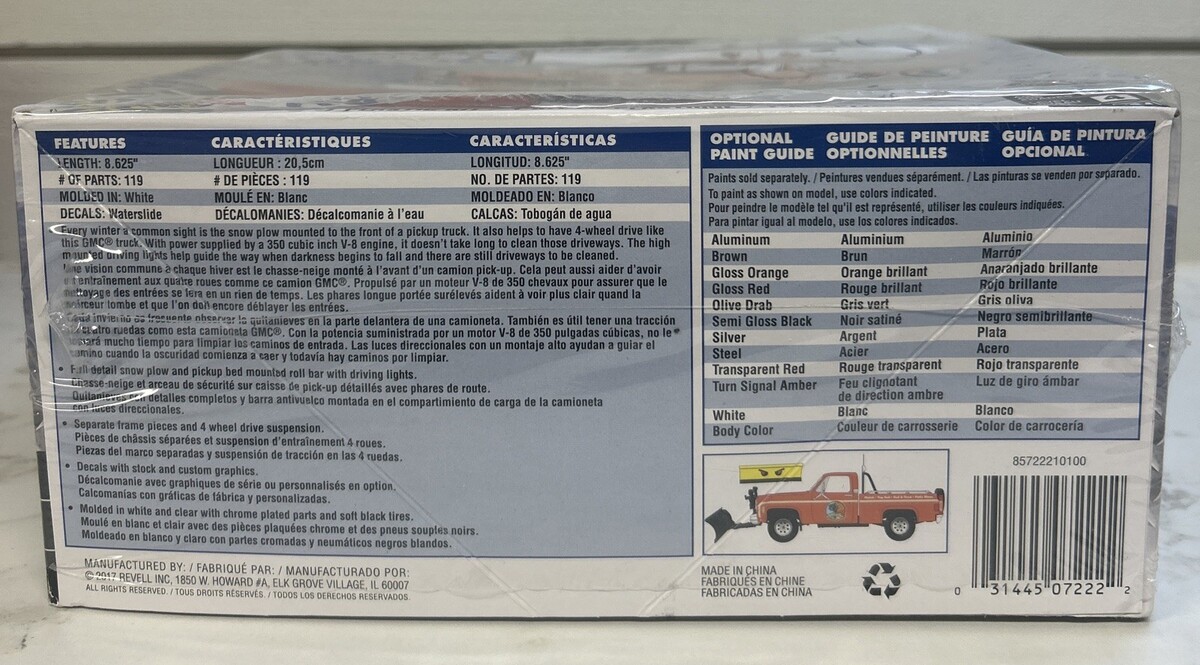 FEATURES CARACTÉRISTIQUES CARACTERÍSTICAS
LENGTH: 8.625" LONGUEUR : 20,5cm LONGITUD: 8.625"
# OF PARTS: 119 # DE PIÈCES : 119 NO. DE PARTES: 119
MOLDED IN: White MOULÉ EN: Blanc MOLDEADO EN: Blanco
DECALS: Waterslide DÉCALOMANIES: Décalcomanie à l'eau CALCAS: Tobogán de agua
Every winter a common sight is the snow plow mounted to the front of a pickup truck. It also helps to have 4-wheel drive like
this GMC® truck. With power supplied by a 350 cubic inch V-8 engine, it doesn't take long to clean those driveways. The high
mounted driving lights help guide the way when darkness begins to fall and there are still driveways to be cleaned.
Une vision commune à chaque hiver est le chasse-neige monté à l'avant d'un camion pick-up. Cela peut aussi aider d'avoir
entraînement aux quatre roues comme ce camion GMC®. Propulsé par un moteur V-8 de 350 chevaux pour assurer que le
nettoyage des entrées se fera en un rien de temps. Les phares longue portée surélevés aident à voir plus clair quand la
tombe et que l'on doit encore déblayer les entrées.
invierno es frecuente observar quitanieves en la parte delantera de una camioneta. También es útil tener una tracción
ruedas como esta camioneta GMC®. Con la potencia suministrada por un motor V-8 de 350 pulgadas cúbicas, no le
mucho tiempo para limpiar los caminos de entrada. Las luces direccionales con un montaje alto ayudan a guiar el
camino cuando la oscuridad comienza a caer y todavía hay caminos por limpiar.
• Full detail snow plow and pickup bed mounted roll bar with driving lights.
Chasse-neige et arceau de sécurité sur caisse de pick-up détaillés avec phares de route.
Quitanieves con detalles completos y barra antivuelco montada en el compartimiento de carga de la camioneta
con luces direccionales.
• Separate frame pieces and 4 wheel drive suspension.
Pièces de châssis séparées et suspension d'entraînement 4 roues.
Piezas del marco separadas y suspensión de tracción en las 4 ruedas.
• Decals with stock and custom graphics.
Décalcomanie avec graphiques de série ou personnalisés en option.
Calcomanías con gráficas de fábrica y personalizadas.
• Molded in white and clear with chrome plated parts and soft black tires.
Moulé en blanc et clair avec des pièces plaquées chrome et des pneus souples noirs.
Moldeado en blanco y claro con partes cromadas y neumáticos negros blandos.
MANUFACTURED BY: / FABRIQUÉ PAR: / MANUFACTURADO POR:
© 2017 REVELL INC, 1850 W. HOWARD #A, ELK GROVE VILLAGE, IL 60007
ALL RIGHTS RESERVED. / TOUS DROITS RÉSERVÉS. / TODOS LOS DERECHOS RESERVADOS.
OPTIONAL GUIDE DE PEINTURE GUÍA DE PINTURA
PAINT GUIDE OPTIONNELLES OPCIONAL
Paints sold separately. / Peintures vendues séparément. / Las pinturas se venden por separado.
To paint as shown on model, use colors indicated.
Pour peindre le modèle tel qu'il est représenté, utiliser les couleurs indiquées.
Para pintar igual al modelo, use los colores indicados.
Aluminum Aluminium Aluminio
Brown Brun Marrón
Gloss Orange Orange brillant Anaranjado brillante
Gloss Red Rouge brillant Rojo brillante
Olive Drab Gris vert Gris oliva
Semi Gloss Black Noir satiné Negro semibrillante
Silver Argent Plata
Steel Acier Acero
Transparent Red Rouge transparent Rojo transparente
Turn Signal Amber Feu clignotant Luz de giro ámbar
de direction ambre
White Blanc Blanco
Body Color Couleur de carrosserie Color de carrocería
85722210100
MADE IN CHINA
FABRIQUÉS EN CHINE
FABRICADAS EN CHINA
0 31445 07222 2